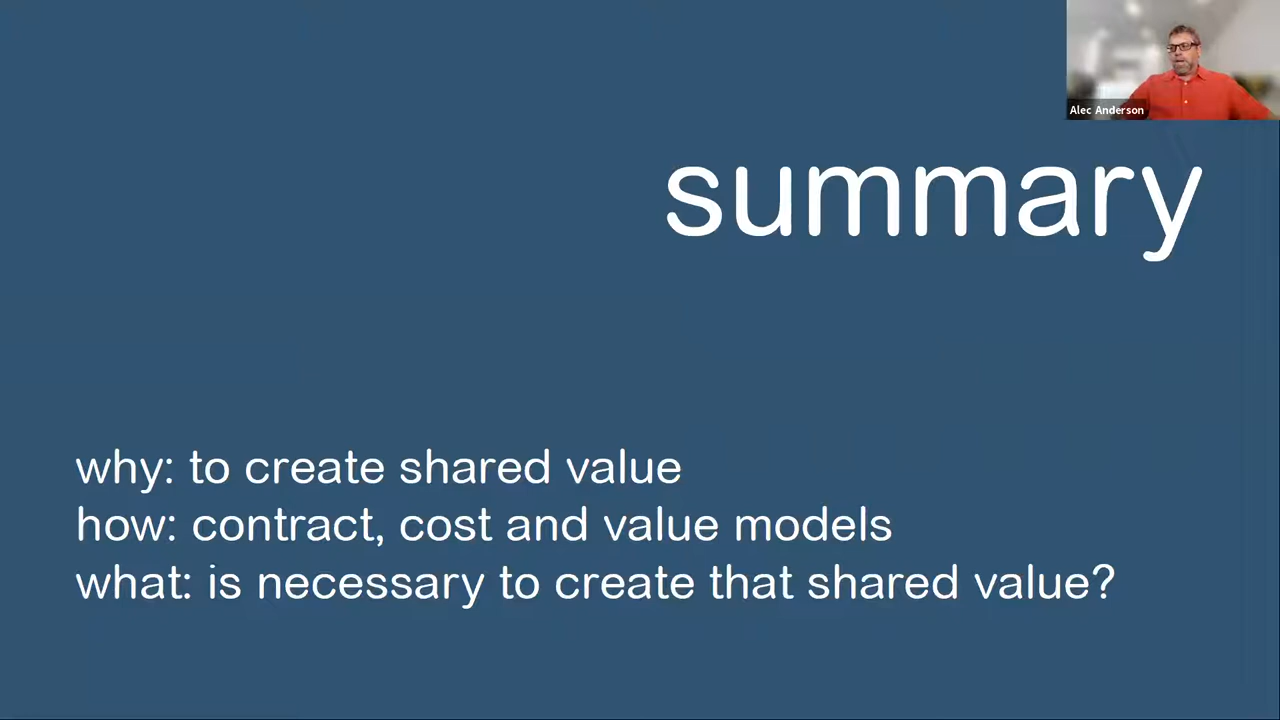 Alec Anderson
summary
why: to create shared value
how: contract, cost and value models
what: is necessary to create that shared value?